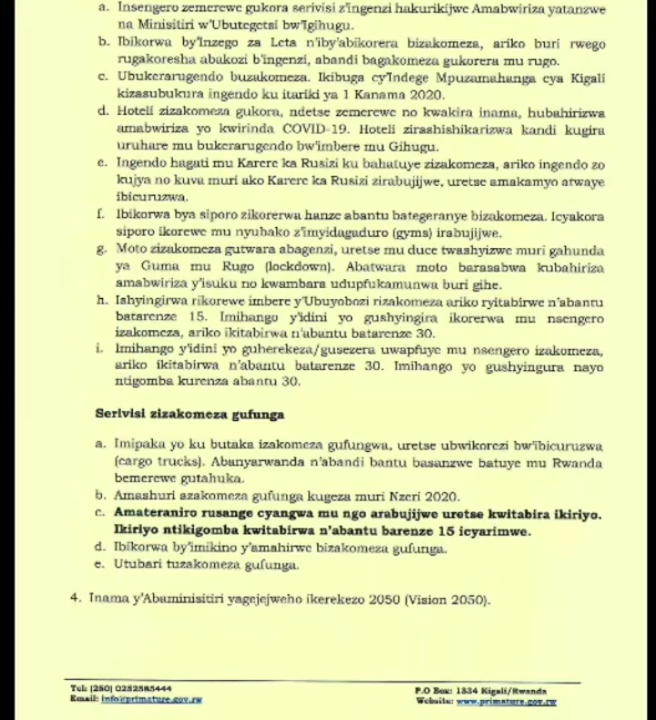 a. Insengero zemerewe gukora serivisi z'ingenzi hakurikijwe Amabwiriza yatanzwe
na Minisitiri w'Ubutegetsi bw'Igihugu.
b. Ibikorwa by'Inzego za Leta n'iby'abikorera bizakomeza, ariko buri rwego
rugakoresha abakozi b'ingenzi, abandi bagakomeza gukorera mu rugo.
c. Ubukerarugendo buzakomeza. Ikibuga cy'Indege Mpuzamahanga cya Kigali
kizasubukura ingendo ku itariki ya 1 Kanama 2020.
d. Hoteli zizakomeza gukora, ndetse zemerewe no kwakira inama, hubahirizwa
amabwiriza yo kwirinda COVID-19. Hoteli zirashishikarizwa kandi kugira
uruhare mu bukerarugendo bw'imbere mu Gihugu.
e. Ingendo hagati mu Karere ka Rusizi ku bahatuye zizakomeza, ariko ingendo zo
kujya no kuva muri ako Karere ka Rusizi zirabujijwe, uretse amakamyo atwaye
ibicuruzwa.
f. Ibikorwa bya siporo zikorerwa hanze abantu bategeranye bizakomeza. Icyakora
siporo ikorewe mu nyubako z'imyidagaduro (gyms) irabujijwe.
g. Moto zizakomeza gutwara abagenzi, uretse mu duce twashyizwe muri gahunda
ya Guma mu Rugo (lockdown). Abatwara moto barasabwa kubahiriza
amabwiriza y'isuku no kwambara udupfukamunwa buri gihe.
h. Ishyingirwa rikorewe imbere y'Ubuyobozi rizakomeza ariko ryitabirwe n'abantu
batarenze 15. Imihango y'idini yo gushyingira ikorerwa mu nsengero
izakomeza, ariko ikitabirwa n'abantu batarenze 30.
i. Imihango y'idini yo guherekeza/gusezera uwapfuye mu nsengero izakomeza,
ariko ikitabirwa n'abantu batarenze 30. Imihango yo gushyingura nayo
ntigomba kurenza abantu 30.
Serivisi zizakomeza gufunga
a. Imipaka yo ku butaka izakomeza gufungwa, uretse ubwikorezi bw'ibicuruzwa
(cargo trucks). Abanyarwanda n'abandi bantu basanzwe batuye mu Rwanda
bemerewe gutahuka.
b. Amashuri azakomeza gufunga kugeza muri Nzeri 2020.
c. Amateraniro rusange cyangwa mu ngo arabujijwe uretse kwitabira ikiriyo.
Ikiriyo ntikigomba kwitabirwa n'abantu barenze 15 icyarimwe.
d. Ibikorwa by'imikino y'amahirwe bizakomeza gufunga.
e. Utubari tuzakomeza gufunga.
4. Inama y'Abaminisitiri yagejejweho ikerekezo 2050 (Vision 2050).
Tel: (250) 0252585444
P.O Box: 1334 Kigali/Rwanda
Email: info@primature.gov.rw
Website: www.primature.gov.rw